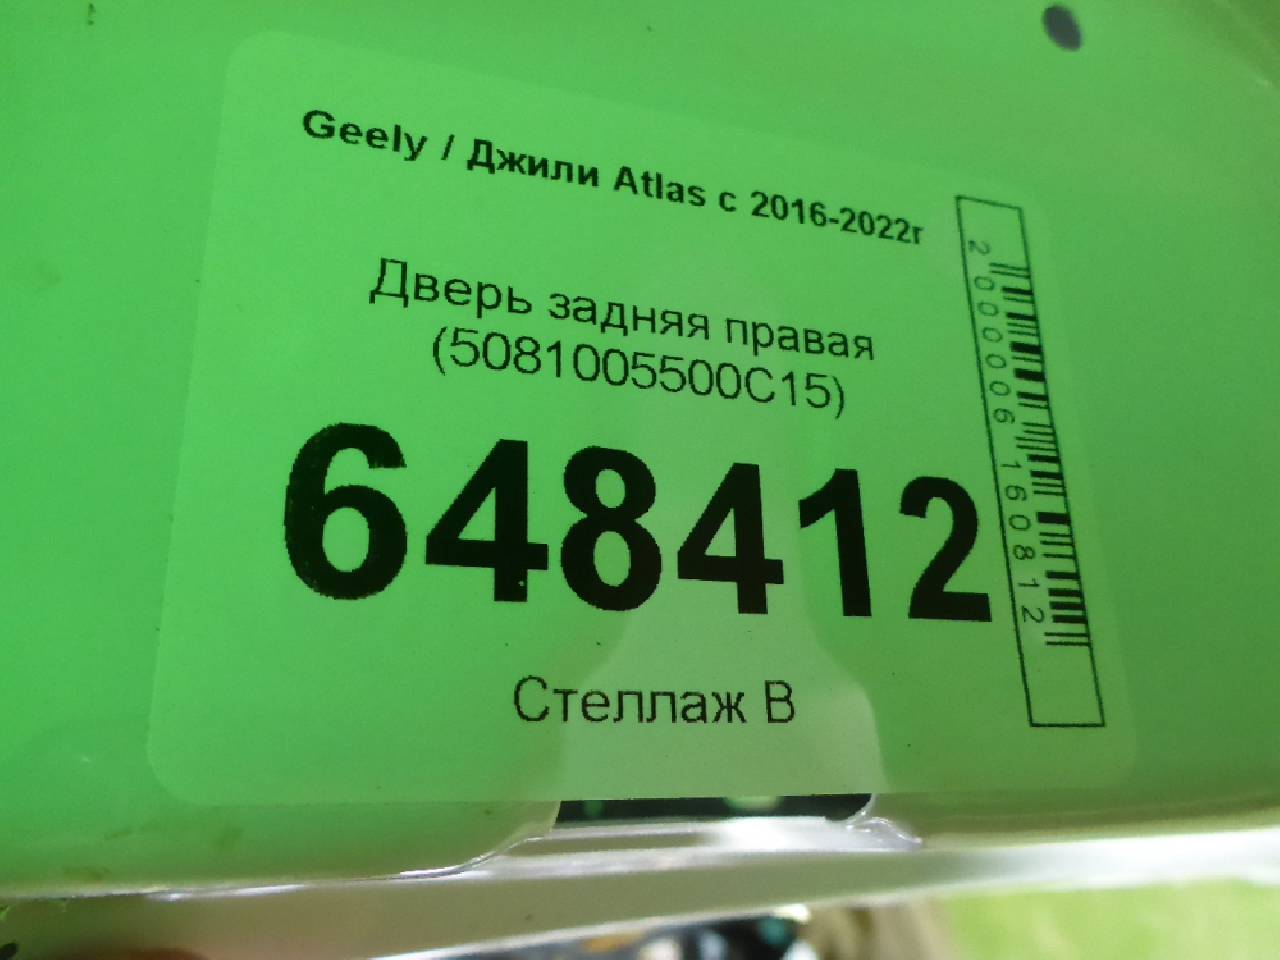 Geely / Джили Atlas с 2016-2022г
Дверь задняя правая
(5081005500C15)
648412
Стеллаж В
2000006160812